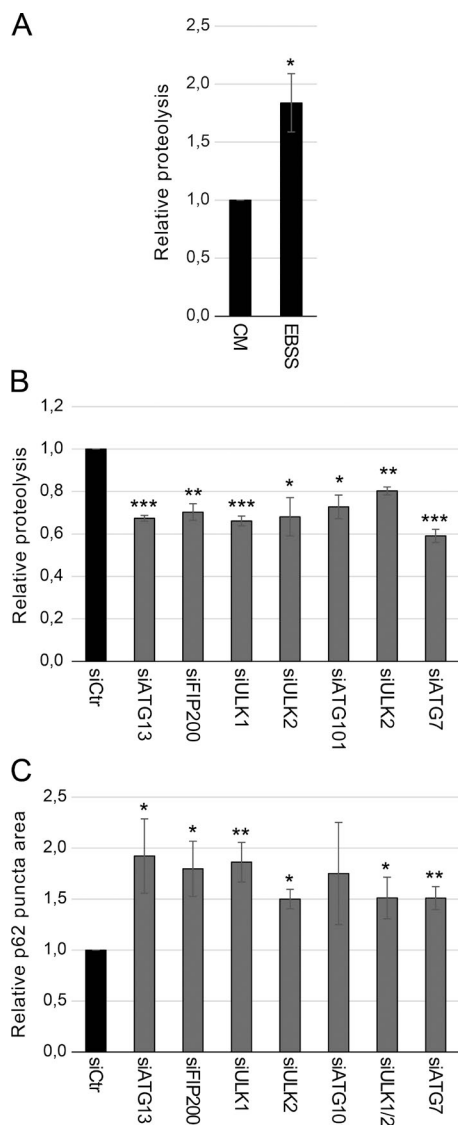 A
2,5
2,0
1,5
1,0
0,5
0,0
Relative proteolysis
*
CM
EBSS
B
1,2
1,0
0,8
0,6
0,4
0,2
0,0
Relative proteolysis
*** ** *** * * ** ***
siCtr
siATG13
siFIP200
siULK1
siULK2
siATG101
siULK2
siATG7
C
2,5
2,0
1,5
1,0
0,5
0,0
Relative p62 puncta area
* * ** * * **
siCtr
siATG13
siFIP200
siULK1
siULK2
siATG10
siULK1/2
siATG7